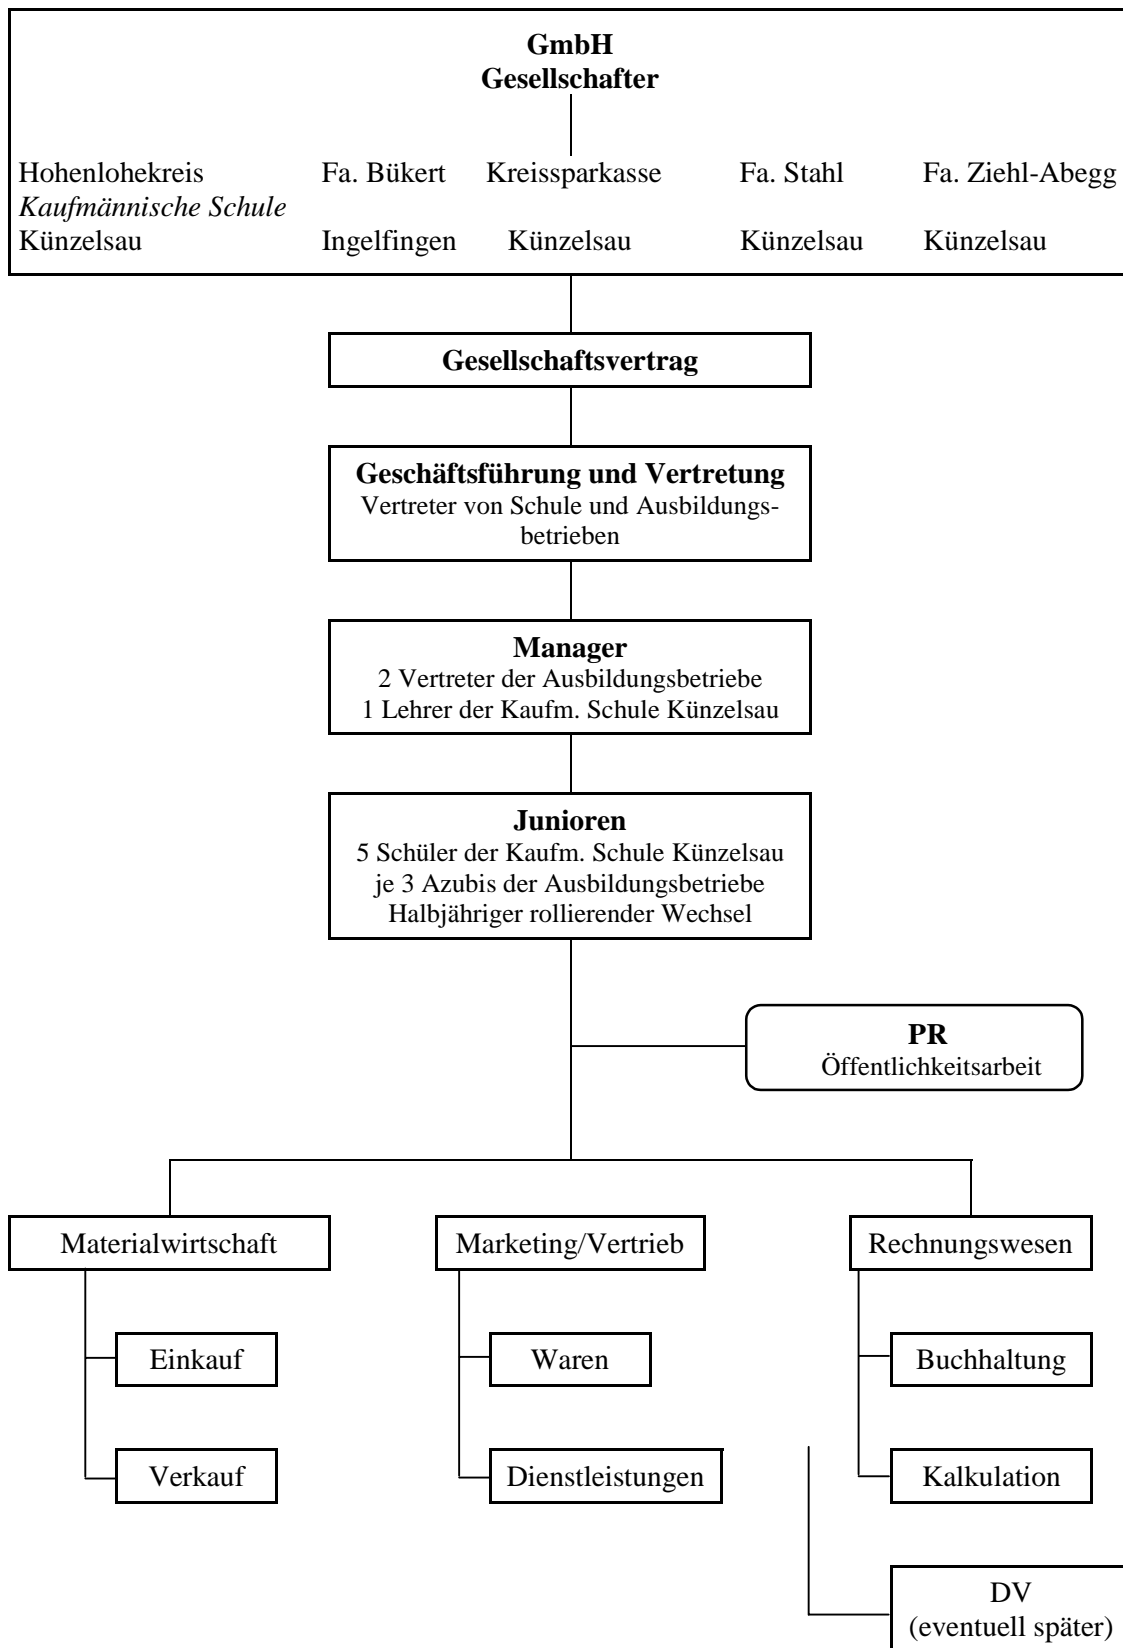 GmbH
Gesellschafter
Hohenlohekreis Fa. Bükert Kreissparkasse Fa. Stahl Fa. Ziehl-Abegg
Kaufmännische Schule
Künzelsau Ingelfingen Künzelsau Künzelsau Künzelsau
Gesellschaftsvertrag
Geschäftsführung und Vertretung
Vertreter von Schule und Ausbildungs-
betrieben
Manager
2 Vertreter der Ausbildungsbetriebe
1 Lehrer der Kaufm. Schule Künzelsau
Junioren
5 Schüler der Kaufm. Schule Künzelsau
je 3 Azubis der Ausbildungsbetriebe
Halbjähriger rollierender Wechsel
PR
Öffentlichkeitsarbeit
Materialwirtschaft Marketing/Vertrieb Rechnungswesen
Einkauf Waren Buchhaltung
Verkauf Dienstleistungen Kalkulation
DV
(eventuell später)